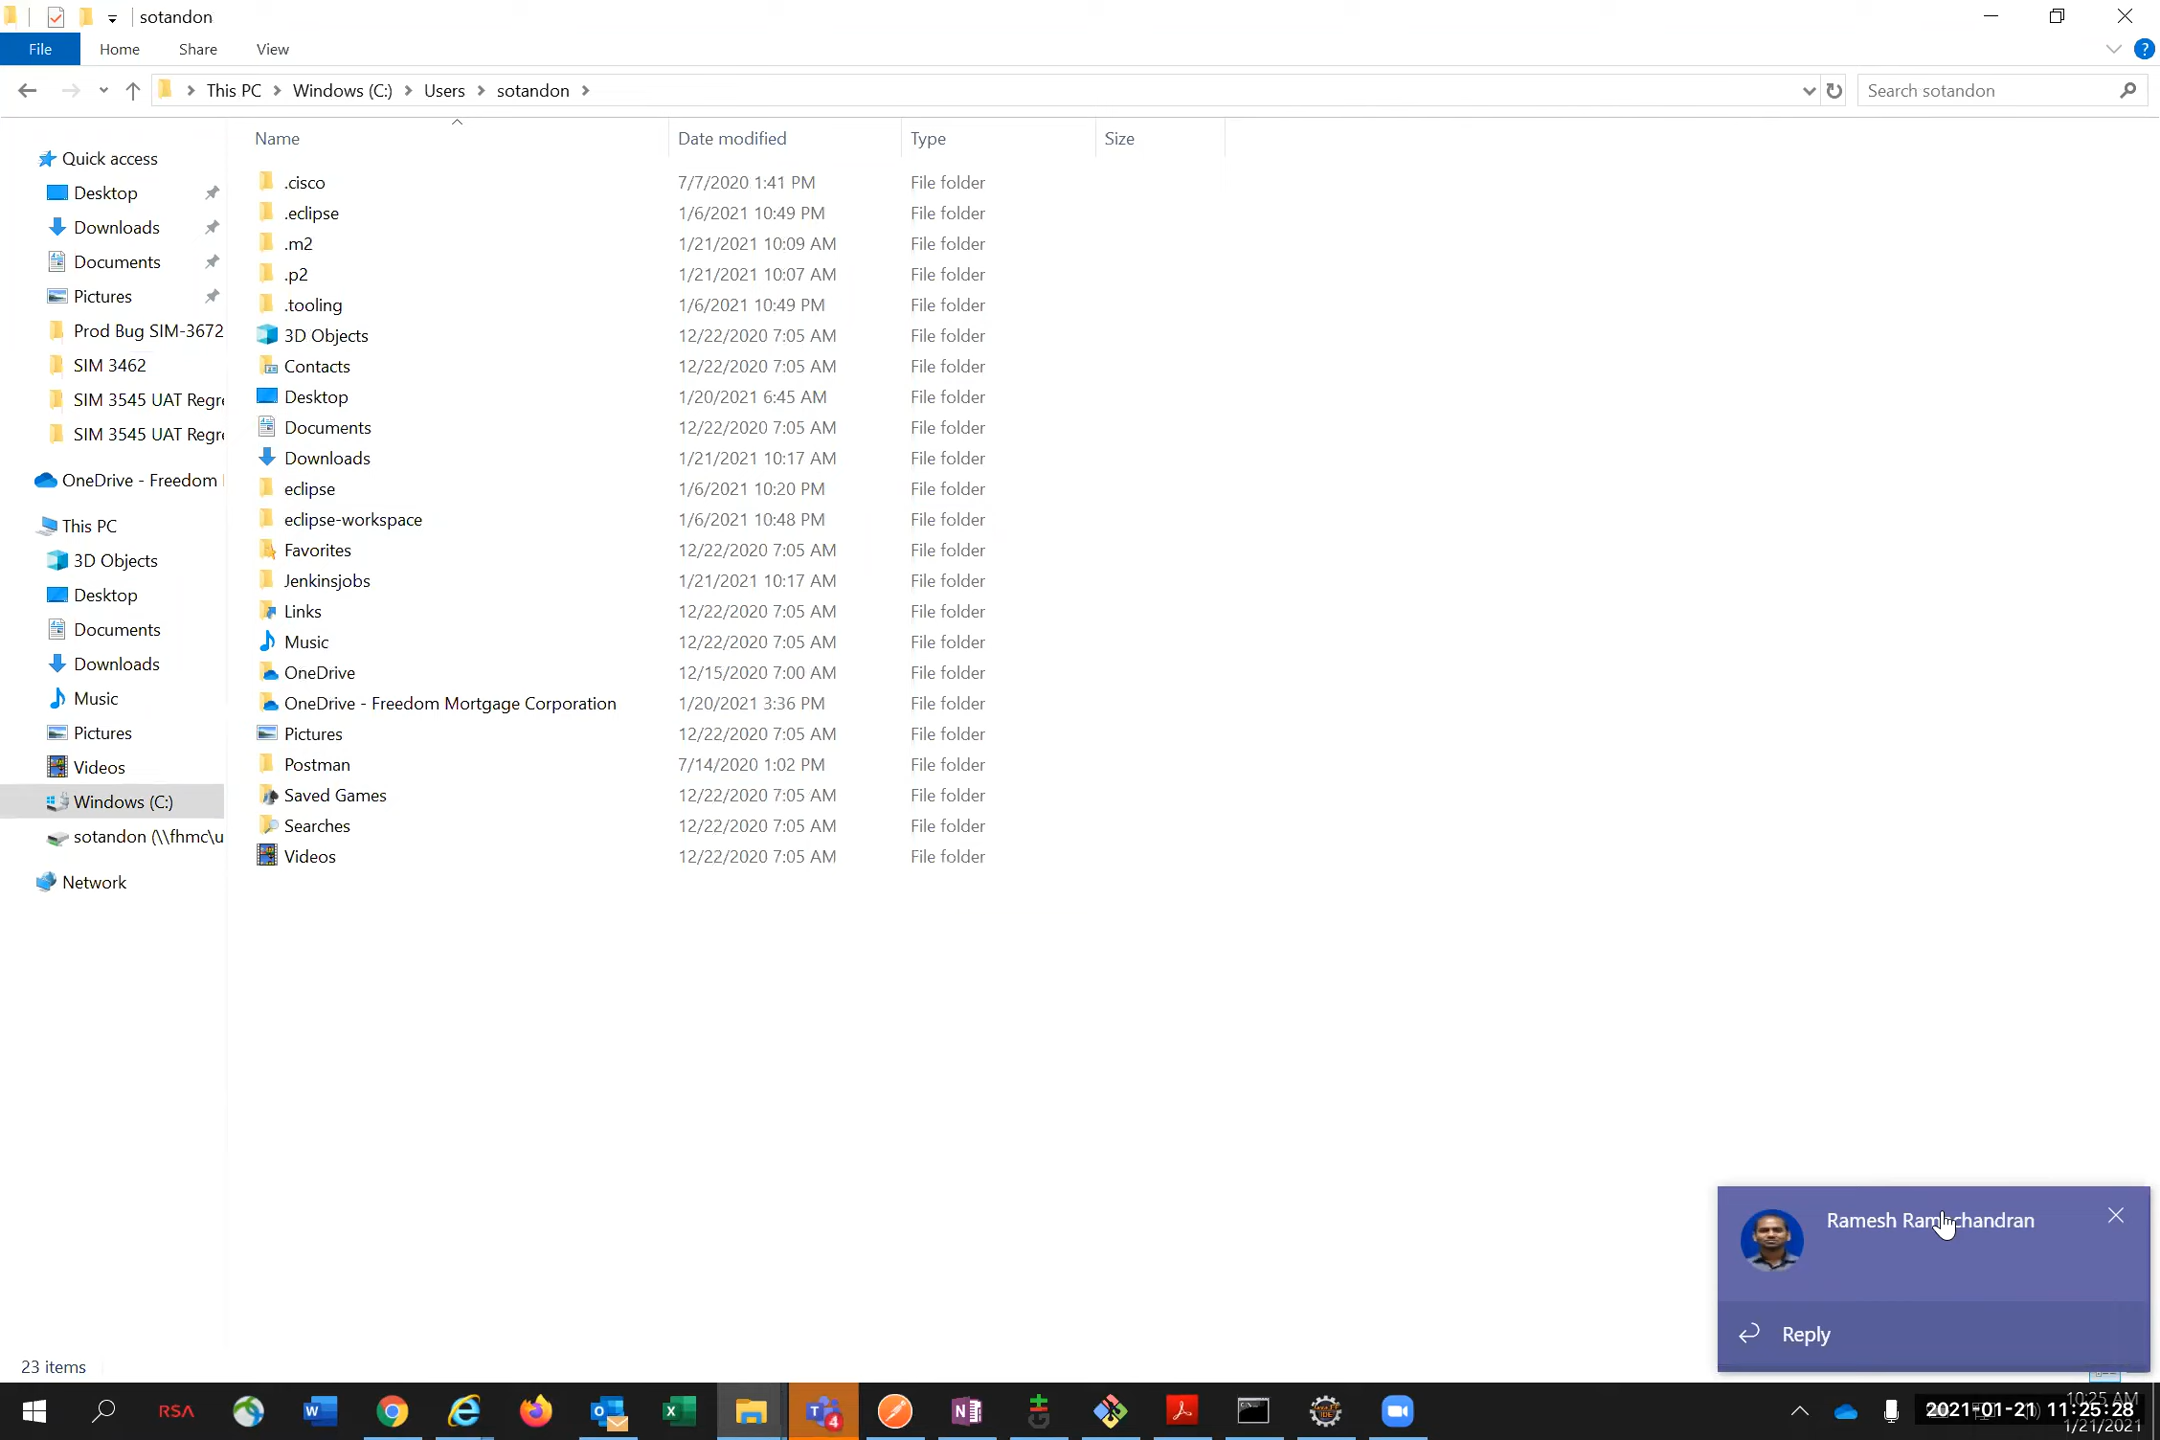 sotandon
File Home Share View
This PC Windows (C:) Users sotandon Search sotandon
Name Date modified Type Size
Quick access
Desktop
Downloads
Documents
Pictures
Prod Bug SIM-3672
SIM 3462
SIM 3545 UAT Regre
SIM 3545 UAT Regre
OneDrive - Freedom
This PC
3D Objects
Desktop
Documents
Downloads
Music
Pictures
Videos
Windows (C:)
sotandon (\\fhmc\u
Network
.cisco 7/7/2020 1:41 PM File folder
.eclipse 1/6/2021 10:49 PM File folder
.m2 1/21/2021 10:09 AM File folder
.p2 1/21/2021 10:07 AM File folder
.tooling 1/6/2021 10:49 PM File folder
3D Objects 12/22/2020 7:05 AM File folder
Contacts 12/22/2020 7:05 AM File folder
Desktop 1/20/2021 6:45 AM File folder
Documents 12/22/2020 7:05 AM File folder
Downloads 1/21/2021 10:17 AM File folder
eclipse 1/6/2021 10:20 PM File folder
eclipse-workspace 1/6/2021 10:48 PM File folder
Favorites 12/22/2020 7:05 AM File folder
Jenkinsjobs 1/21/2021 10:17 AM File folder
Links 12/22/2020 7:05 AM File folder
Music 12/22/2020 7:05 AM File folder
OneDrive 12/15/2020 7:00 AM File folder
OneDrive - Freedom Mortgage Corporation 1/20/2021 3:36 PM File folder
Pictures 12/22/2020 7:05 AM File folder
Postman 7/14/2020 1:02 PM File folder
Saved Games 12/22/2020 7:05 AM File folder
Searches 12/22/2020 7:05 AM File folder
Videos 12/22/2020 7:05 AM File folder
Ramesh Ramachandran
Reply
23 items
RSA
4
10:25 AM
2021-01-21 11:25:28
1/21/2021